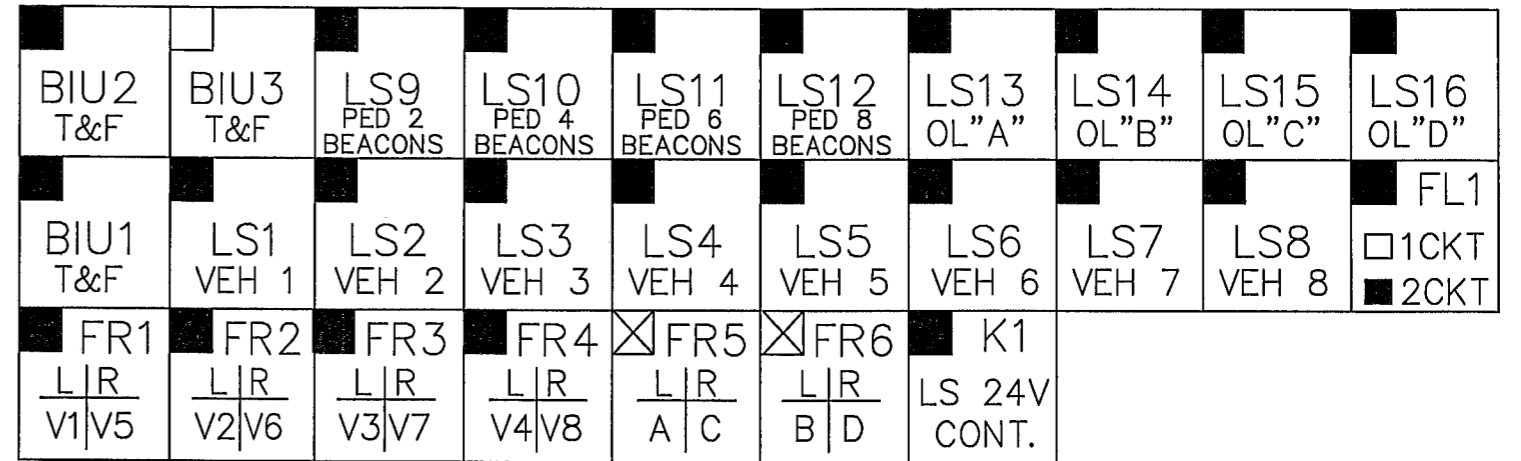 BIU2 T&F
BIU3 T&F
LS9 PED 2 BEACONS
LS10 PED 4 BEACONS
LS11 PED 6 BEACONS
LS12 PED 8 BEACONS
LS13 OL"A"
LS14 OL"B"
LS15 OL"C"
LS16 OL"D"
BIU1 T&F
LS1 VEH 1
LS2 VEH 2
LS3 VEH 3
LS4 VEH 4
LS5 VEH 5
LS6 VEH 6
LS7 VEH 7
LS8 VEH 8
FL1
1CKT
2CKT
FR1
L R
V1 V5
FR2
L R
V2 V6
FR3
L R
V3 V7
FR4
L R
V4 V8
FR5
L R
A C
FR6
L R
B D
K1
LS 24V
CONT.